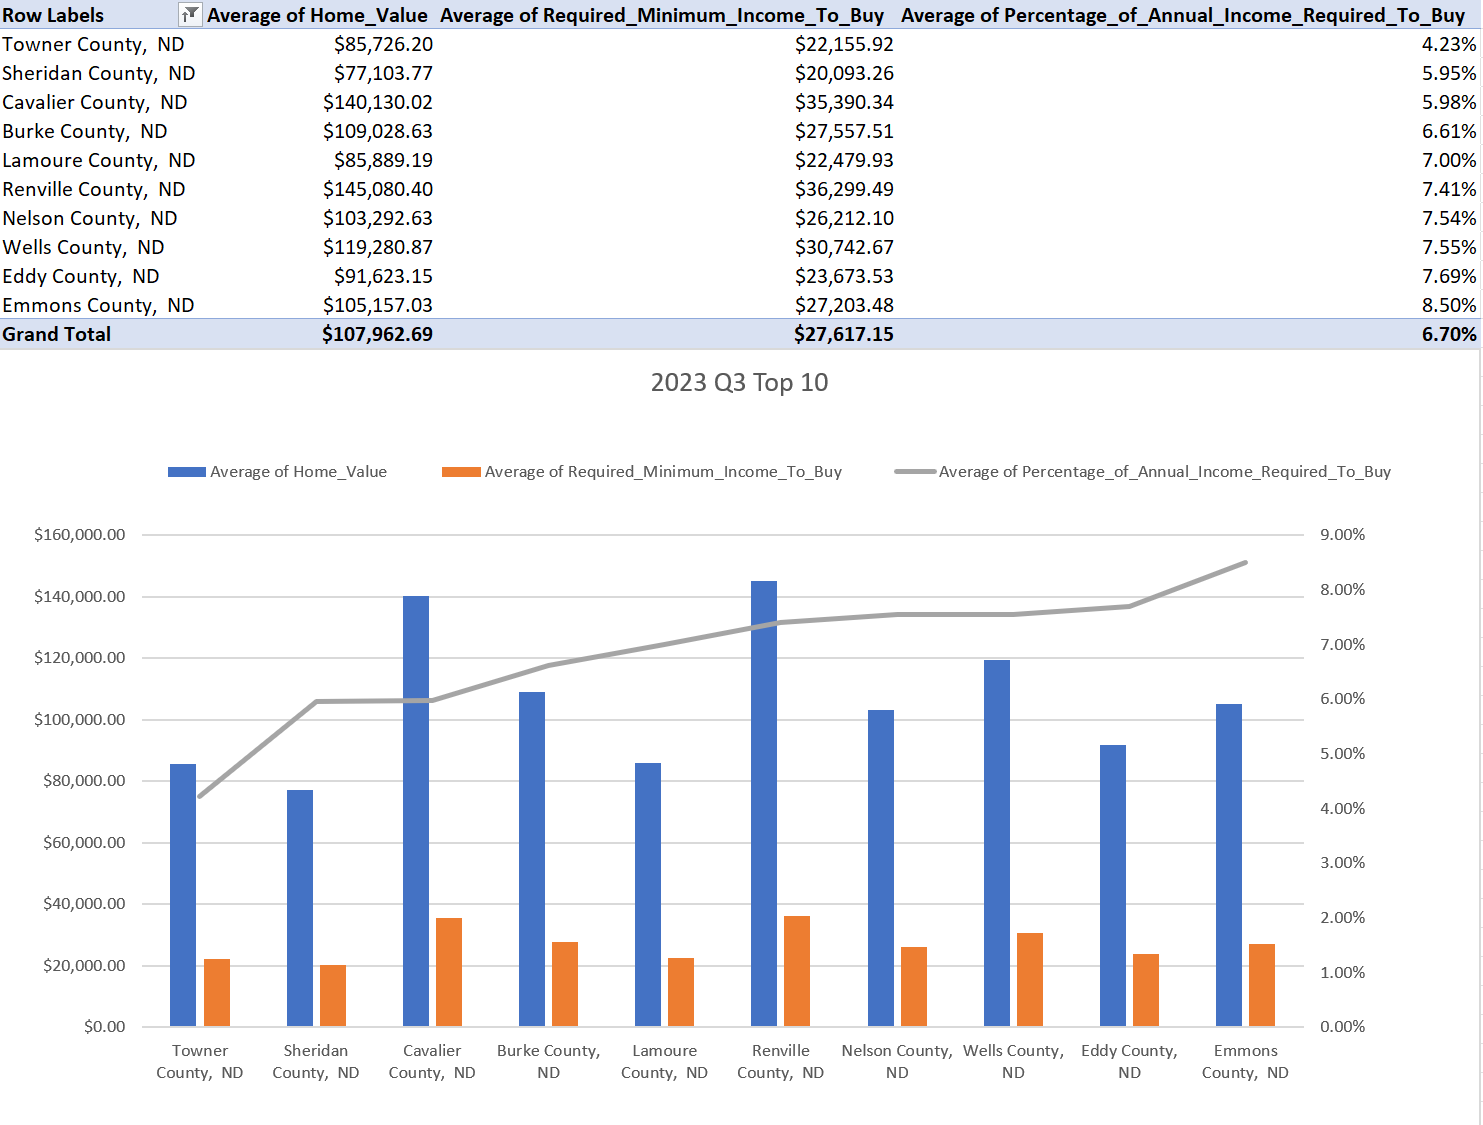 Row Labels Average of Home_Value Average of Required_Minimum_Income_To_Buy Average of Percentage_of_Annual_Income_Required_To_Buy
Towner County, ND $85,726.20 $22,155.92 4.23%
Sheridan County, ND $77,103.77 $20,093.26 5.95%
Cavalier County, ND $140,130.02 $35,390.34 5.98%
Burke County, ND $109,028.63 $27,557.51 6.61%
Lamoure County, ND $85,889.19 $22,479.93 7.00%
Renville County, ND $145,080.40 $36,299.49 7.41%
Nelson County, ND $103,292.63 $26,212.10 7.54%
Wells County, ND $119,280.87 $30,742.67 7.55%
Eddy County, ND $91,623.15 $23,673.53 7.69%
Emmons County, ND $105,157.03 $27,203.48 8.50%
Grand Total $107,962.69 $27,617.15 6.70%
2023 Q3 Top 10
Average of Home_Value Average of Required_Minimum_Income_To_Buy Average of Percentage_of_Annual_Income_Required_To_Buy
$160,000.00
$140,000.00
$120,000.00
$100,000.00
$80,000.00
$60,000.00
$40,000.00
$20,000.00
$0.00
9.00%
8.00%
7.00%
6.00%
5.00%
4.00%
3.00%
2.00%
1.00%
0.00%
Towner
County, ND
Sheridan
County, ND
Cavalier
County, ND
Burke County,
ND
Lamoure
County, ND
Renville
County, ND
Nelson County,
ND
Wells County,
ND
Eddy County,
ND
Emmons
County, ND